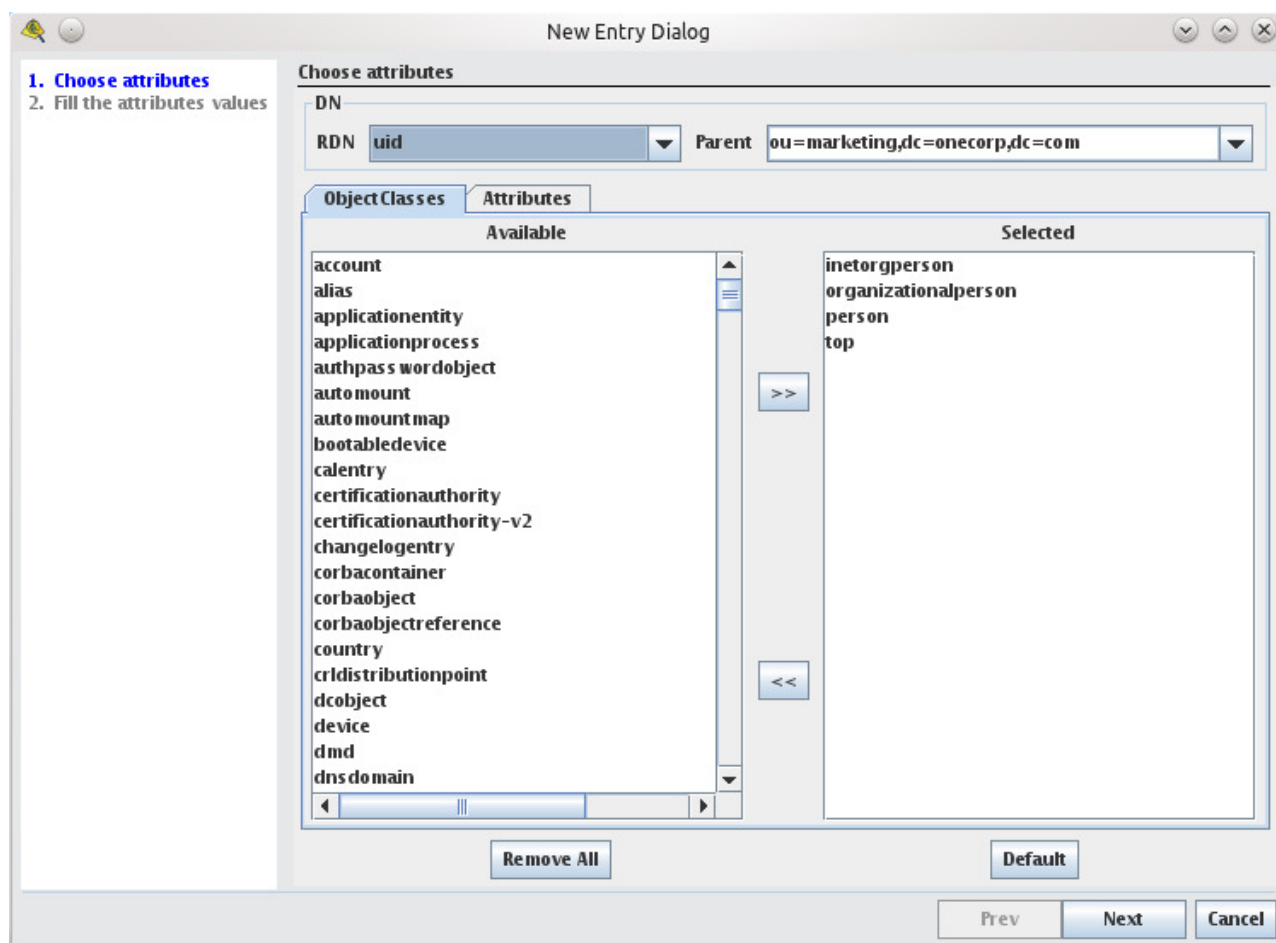 New Entry Dialog
1. Choose attributes
2. Fill the attributes values
Choose attributes
DN
RDN uid Parent ou=marketing,dc=onecorp,dc=com
ObjectClasses Attributes
Available
account
alias
applicationentity
applicationprocess
authpasswordobject
automount
automountmap
bootabledevice
calentry
certificationauthority
certificationauthority-v2
changelogentry
corbacontainer
corbaobject
corbaobjectreference
country
crldistributionpoint
dcobject
device
dmd
dnsdomain
>>
<<
Selected
inetorgperson
organizationalperson
person
top
Remove All Default
Prev Next Cancel